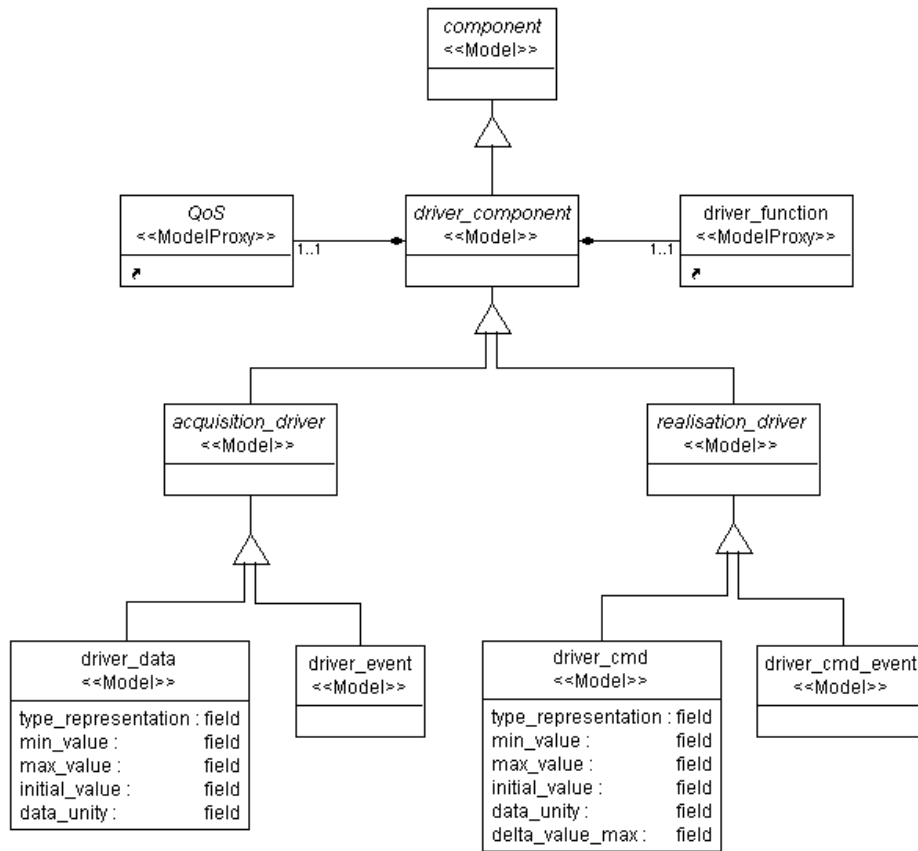 component
<<Model>>
QoS
<<ModelProxy>>
1..1
driver_component
<<Model>>
driver_function
<<ModelProxy>>
1..1
acquisition_driver
<<Model>>
realisation_driver
<<Model>>
driver_data
<<Model>>
type_representation : field
min_value : field
max_value : field
initial_value : field
data_unity : field
driver_event
<<Model>>
driver_cmd
<<Model>>
type_representation : field
min_value : field
max_value : field
initial_value : field
data_unity : field
delta_value_max : field
driver_cmd_event
<<Model>>